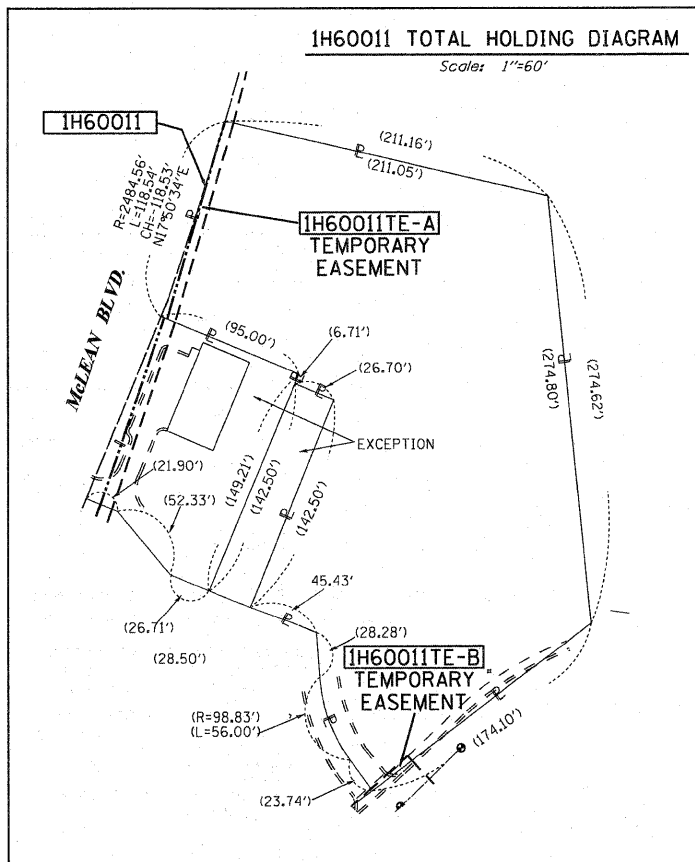 1H60011 TOTAL HOLDING DIAGRAM
Scale: 1"=60'
1H60011
(211.16')
(211.05')
R=2484.56'
L=118.54'
CH=-118.53'
N17°50'34"E
1H60011TE-A
TEMPORARY
EASEMENT
McLEAN BLVD.
(95.00')
(6.71')
(26.70')
(274.80')
(274.62')
EXCEPTION
(21.90')
(52.33')
(149.21')
(142.50')
(142.50')
45.43'
(26.71')
(28.50')
(28.28')
1H60011TE-B
TEMPORARY
EASEMENT
(R=98.83')
(L=56.00')
(174.10')
(23.74')